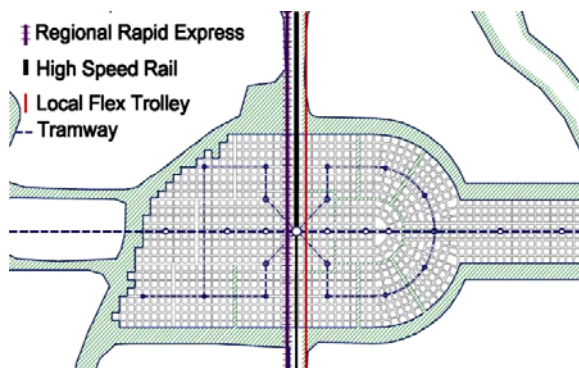 Regional Rapid Express
High Speed Rail
Local Flex Trolley
Tramway